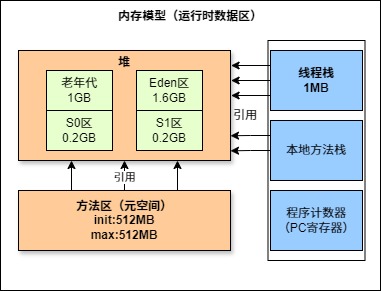 内存模型（运行时数据区）
堆
老年代
1GB
Eden区
1.6GB
S0区
0.2GB
S1区
0.2GB
引用
引用
方法区（元空间）
init:512MB
max:512MB
线程栈
1MB
本地方法栈
程序计数器
（PC寄存器）